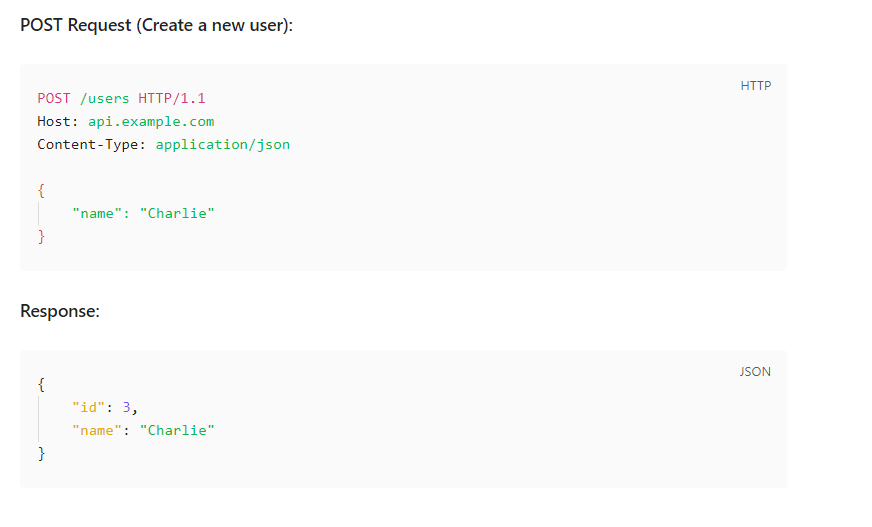 POST Request (Create a new user):
HTTP
POST /users HTTP/1.1
Host: api.example.com
Content-Type: application/json
{
    "name": "Charlie"
}
Response:
JSON
{
    "id": 3,
    "name": "Charlie"
}